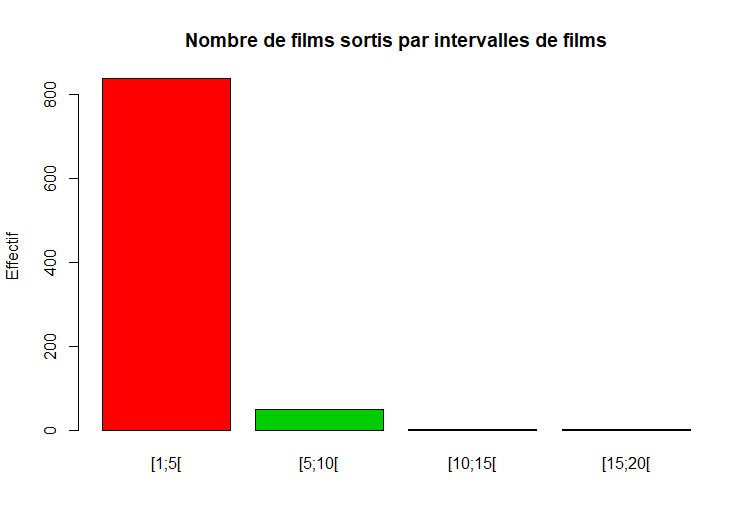 Nombre de films sortis par intervalles de films
Effectif
800
600
400
200
0
[1;5[ [5;10[ [10;15[ [15;20[